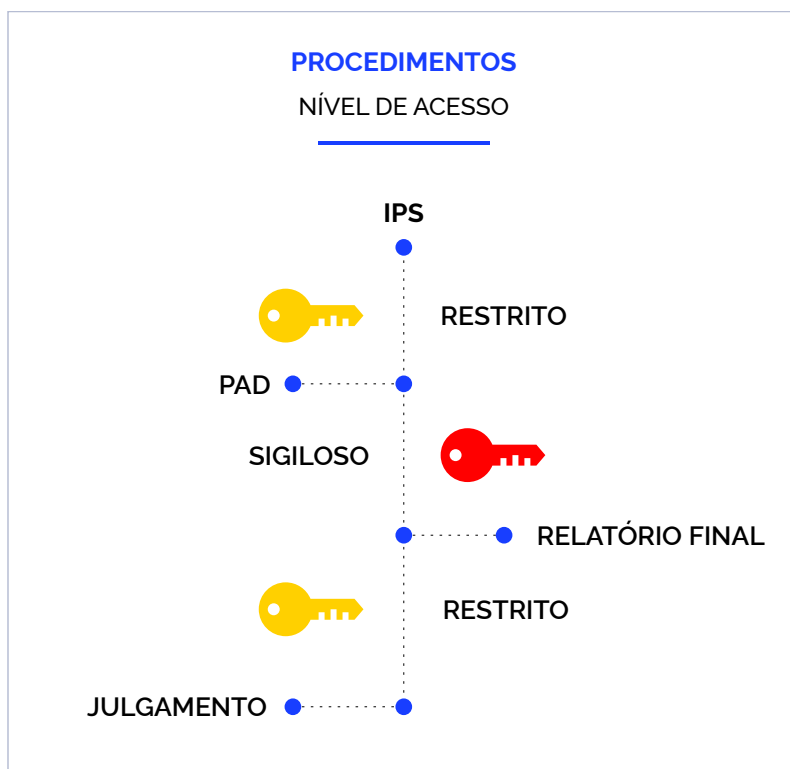 PROCEDIMENTOS
NÍVEL DE ACESSO
IPS
RESTRITO
PAD
SIGILOSO
RELATÓRIO FINAL
RESTRITO
JULGAMENTO